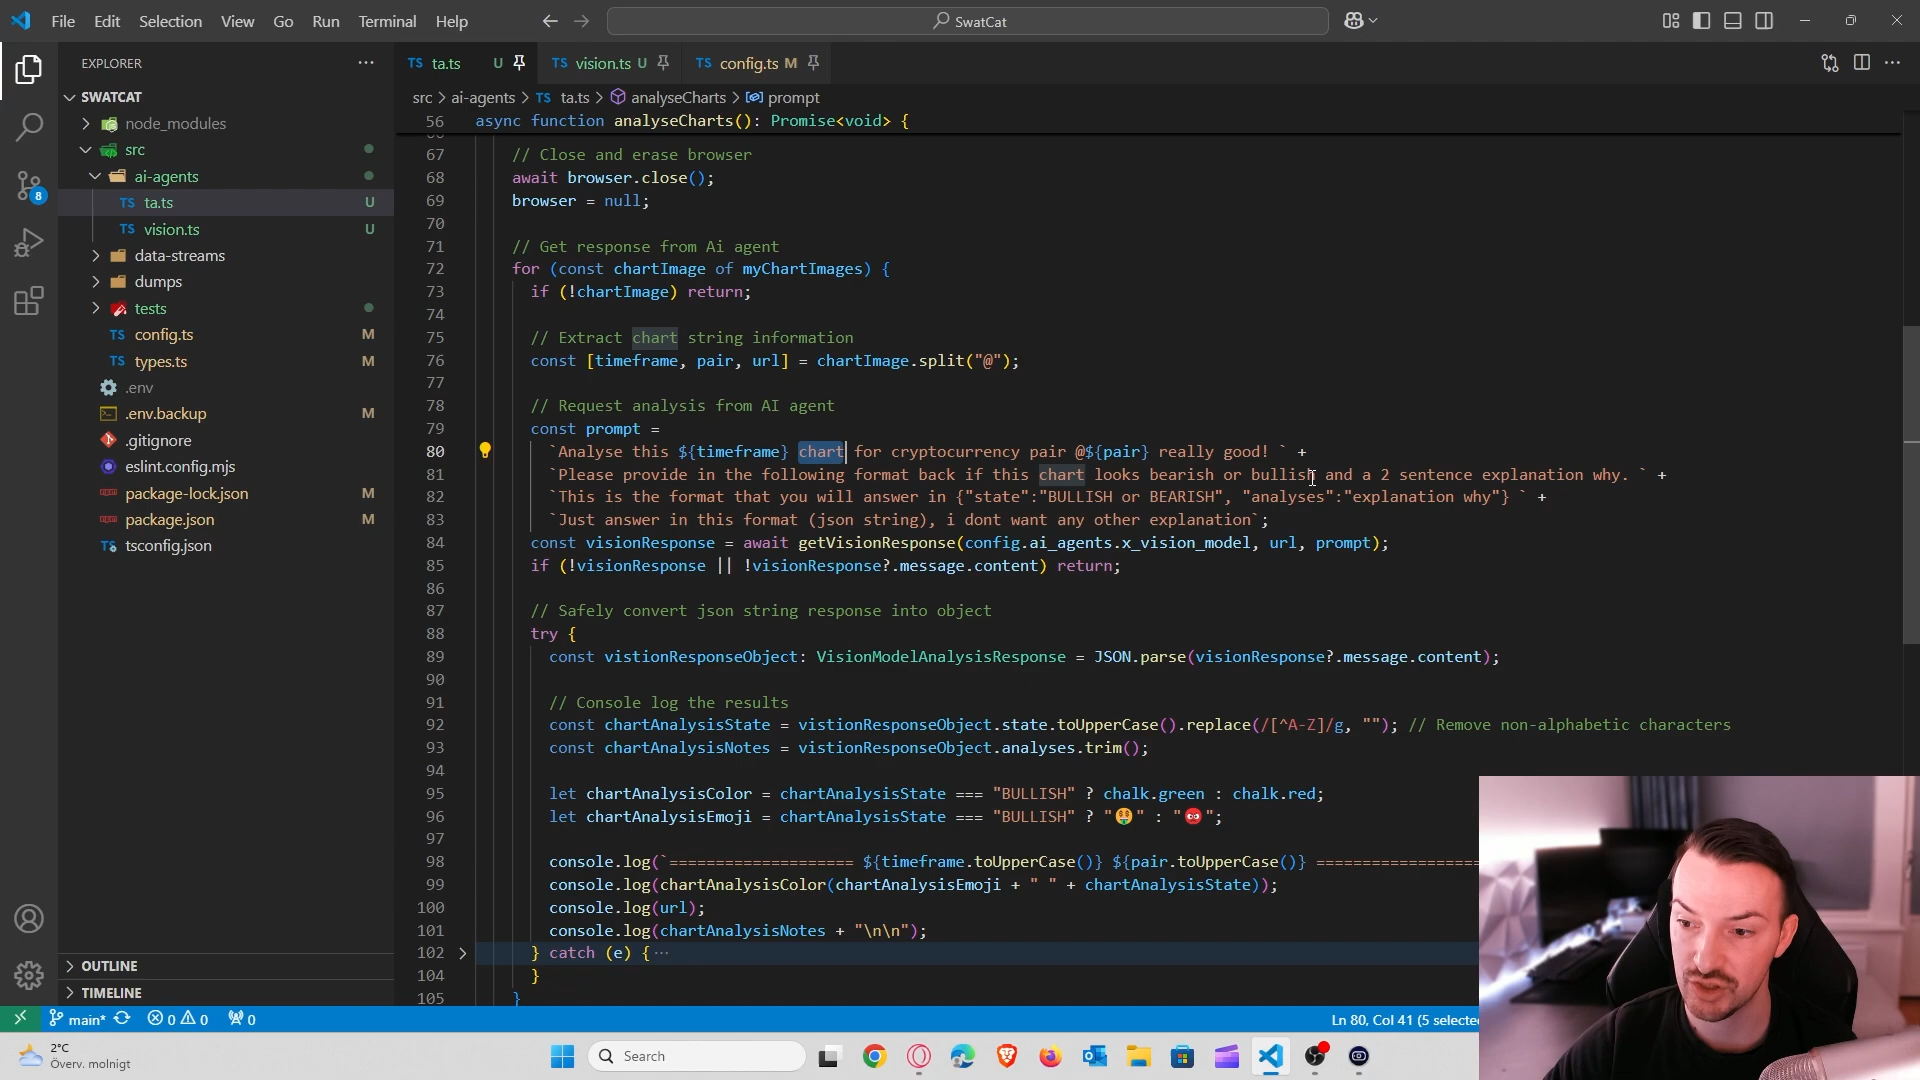 File Edit Selection View Go Run Terminal Help
SwatCat
EXPLORER
SWATCAT
node_modules
src
ai-agents
TS ta.ts U
TS vision.ts U
data-streams
dumps
tests
TS config.ts M
TS types.ts M
.env
.env.backup M
.gitignore
eslint.config.mjs
package-lock.json M
package.json M
tsconfig.json
OUTLINE
TIMELINE
8
TS ta.ts U
TS vision.ts U
TS config.ts M
src > ai-agents > TS ta.ts > analyseCharts > prompt
56 async function analyseCharts(): Promise<void> {
67 // Close and erase browser
68 await browser.close();
69 browser = null;
70
71 // Get response from Ai agent
72 for (const chartImage of myChartImages) {
73 if (!chartImage) return;
74
75 // Extract chart string information
76 const [timeframe, pair, url] = chartImage.split("@");
77
78 // Request analysis from AI agent
79 const prompt =
80 `Analyse this ${timeframe} chart for cryptocurrency pair @${pair} really good! ` +
81 `Please provide in the following format back if this chart looks bearish or bullish and a 2 sentence explanation why. ` +
82 `This is the format that you will answer in {"state":"BULLISH or BEARISH", "analyses":"explanation why"} ` +
83 `Just answer in this format (json string), i dont want any other explanation`;
84 const visionResponse = await getVisionResponse(config.ai_agents.x_vision_model, url, prompt);
85 if (!visionResponse || !visionResponse?.message.content) return;
86
87 // Safely convert json string response into object
88 try {
89 const vistionResponseObject: VisionModelAnalysisResponse = JSON.parse(visionResponse?.message.content);
90
91 // Console log the results
92 const chartAnalysisState = vistionResponseObject.state.toUpperCase().replace(/[^A-Z]/g, ""); // Remove non-alphabetic characters
93 const chartAnalysisNotes = vistionResponseObject.analyses.trim();
94
95 let chartAnalysisColor = chartAnalysisState === "BULLISH" ? chalk.green : chalk.red;
96 let chartAnalysisEmoji = chartAnalysisState === "BULLISH" ? "🤑" : "😡";
97
98 console.log(`==================== ${timeframe.toUpperCase()} ${pair.toUpperCase()} ==================
99 console.log(chartAnalysisColor(chartAnalysisEmoji + " " + chartAnalysisState));
100 console.log(url);
101 console.log(chartAnalysisNotes + "\n\n");
102 } catch (e) { ...
104 }
105 }
main* 0 0 0
Ln 80, Col 41 (5 selected
2°C
Överv. molnigt
Search